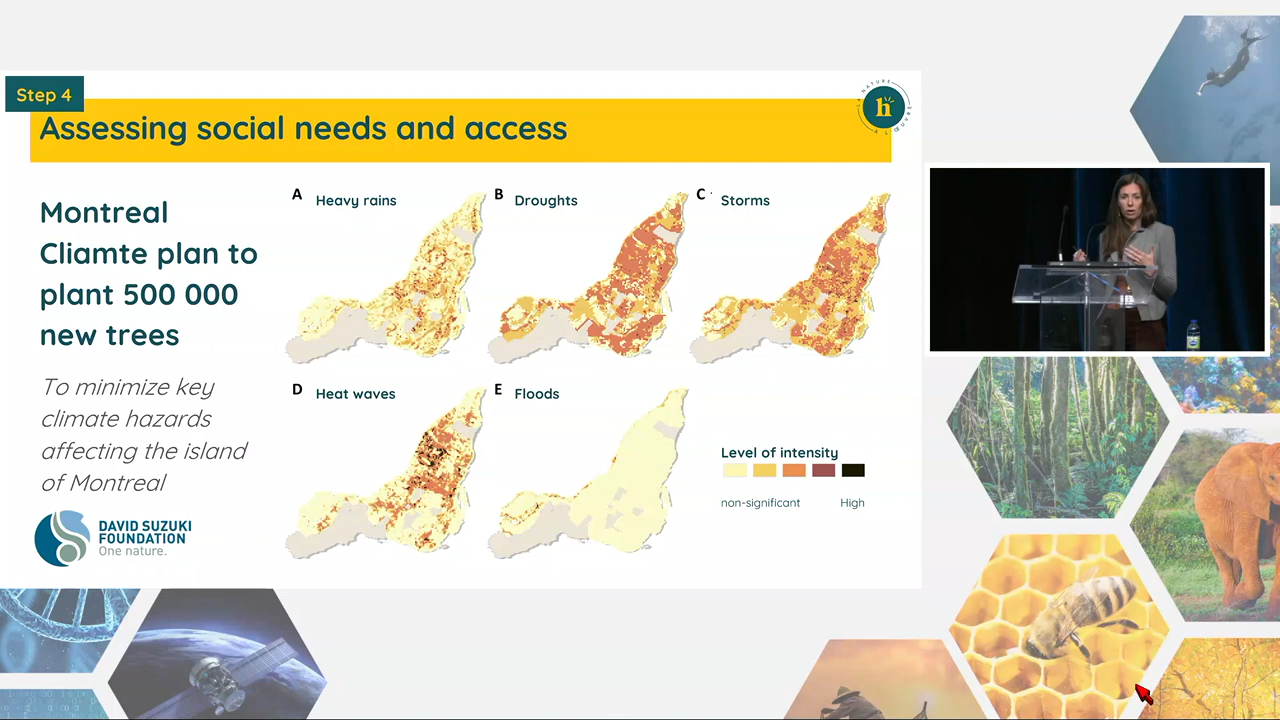 Step 4
Assessing social needs and access
h
Montreal
Cliamte plan to
plant 500 000
new trees
To minimize key
climate hazards
affecting the island
of Montreal
DAVID SUZUKI
FOUNDATION
One nature.
A Heavy rains
B Droughts
C Storms
D Heat waves
E Floods
Level of intensity
non-significant High